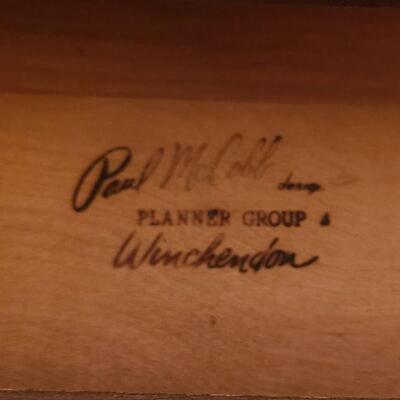 Paul McCobb design
PLANNER GROUP
Winchendon